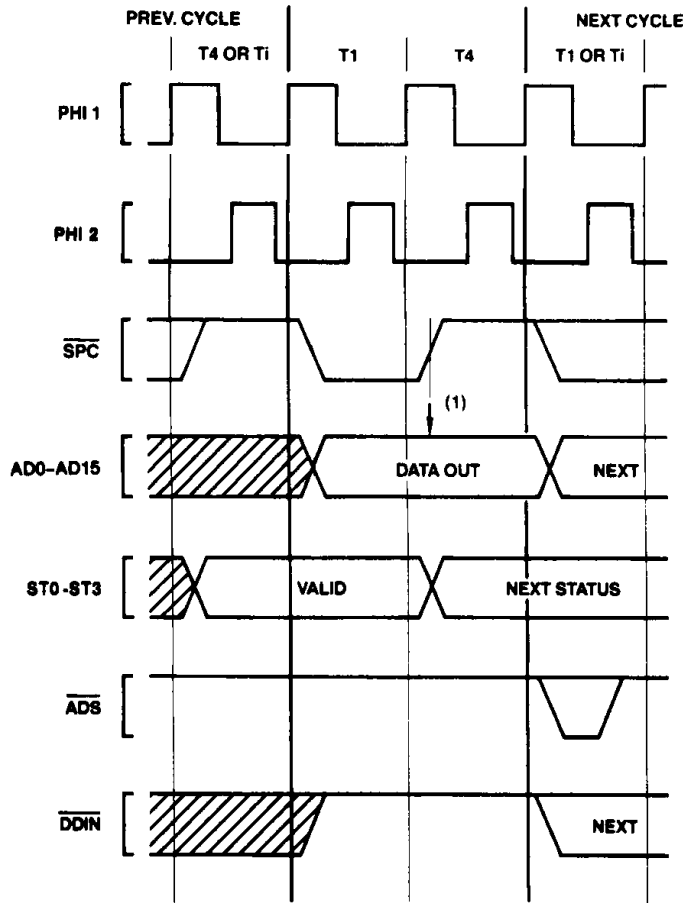 PREV. CYCLE NEXT CYCLE
T4 OR Ti T1 T4 T1 OR Ti
PHI 1
PHI 2
SPC
(1)
AD0-AD15 DATA OUT NEXT
ST0-ST3 VALID NEXT STATUS
ADS
DDIN NEXT